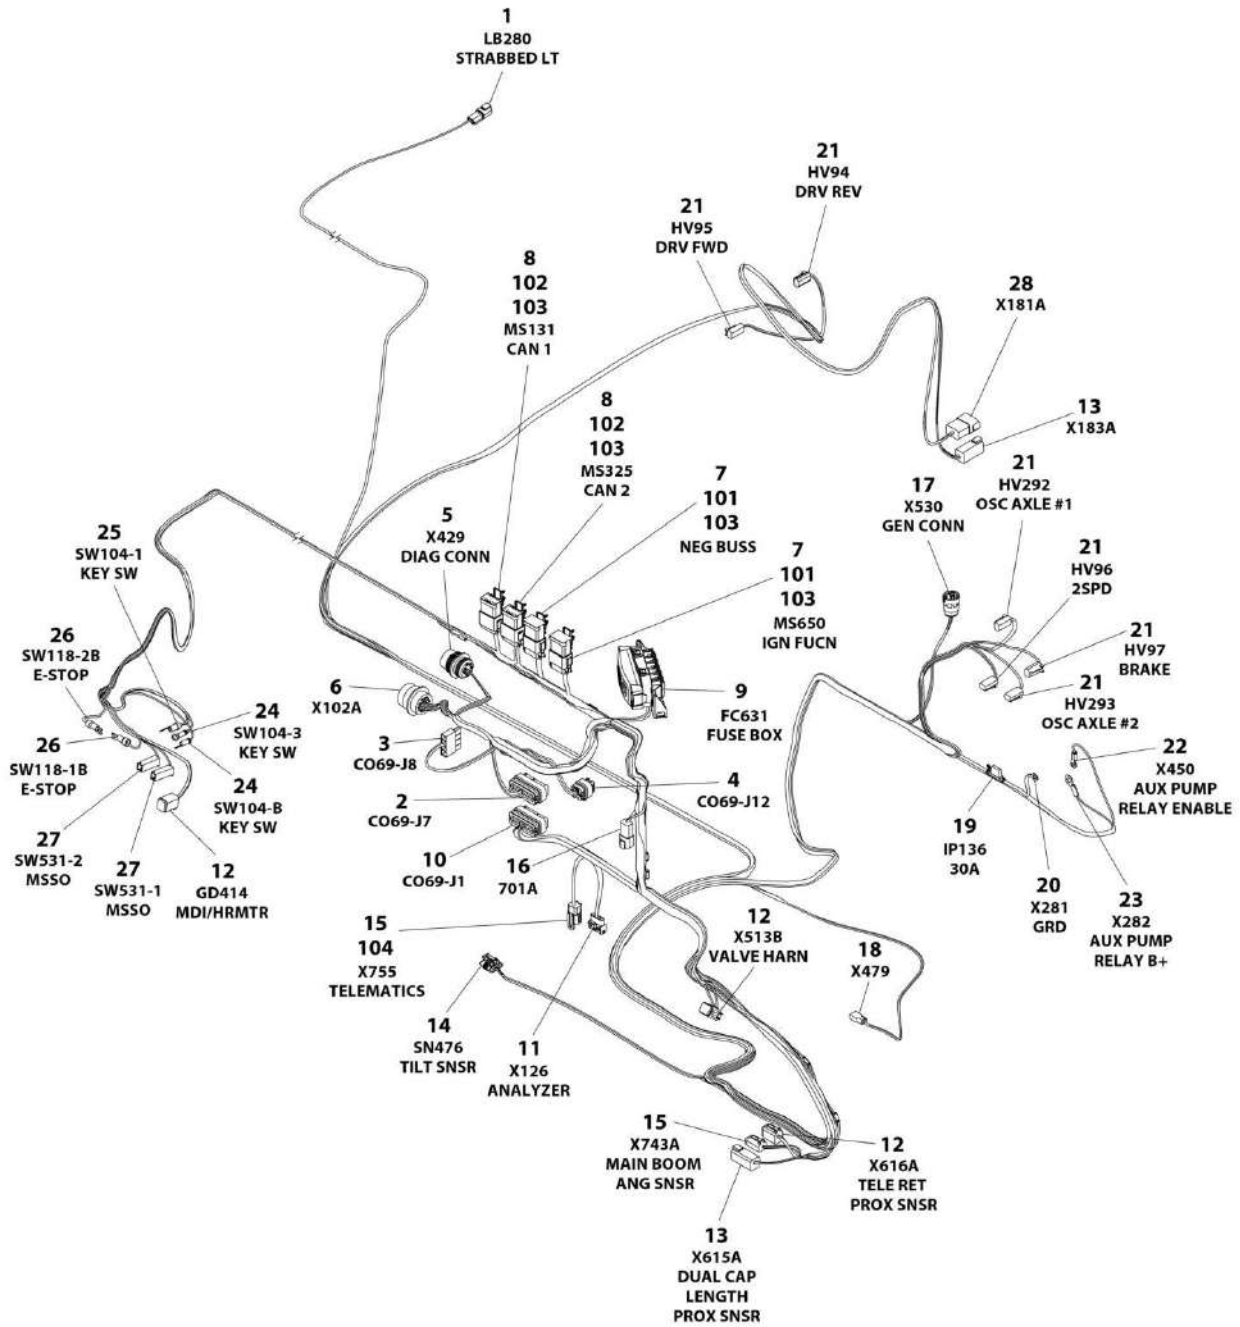 1
LB280
STRABBED LT
21
HV94
DRV REV
21
HV95
DRV FWD
8
102
103
MS131
CAN 1
28
X181A
8
102
103
MS325
CAN 2
13
X183A
7
101
103
NEG BUSS
21
HV292
OSC AXLE #1
17
X530
GEN CONN
5
X429
DIAG CONN
25
SW104-1
KEY SW
7
101
103
MS650
IGN FUCN
21
HV96
2SPD
26
SW118-2B
E-STOP
21
HV97
BRAKE
6
X102A
9
FC631
FUSE BOX
21
HV293
OSC AXLE #2
24
SW104-3
KEY SW
3
CO69-J8
26
SW118-1B
E-STOP
22
X450
AUX PUMP
RELAY ENABLE
24
SW104-B
KEY SW
2
CO69-J7
4
CO69-J12
27
SW531-2
MSSO
27
SW531-1
MSSO
12
GD414
MDI/HRMTR
10
CO69-J1
16
701A
19
IP136
30A
20
X281
GRD
23
X282
AUX PUMP
RELAY B+
15
104
X755
TELEMATICS
12
X513B
VALVE HARN
18
X479
14
SN476
TILT SNSR
11
X126
ANALYZER
15
X743A
MAIN BOOM
ANG SNSR
12
X616A
TELE RET
PROX SNSR
13
X615A
DUAL CAP
LENGTH
PROX SNSR